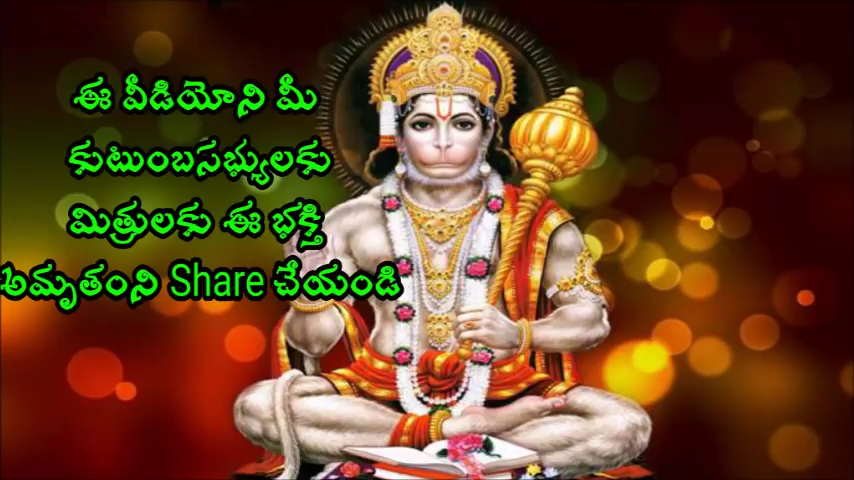 ఈ వీడియోని మీ
కుటుంబసభ్యులకు
మిత్రులకు ఈ భక్తి
అమృతంని Share చేయండి